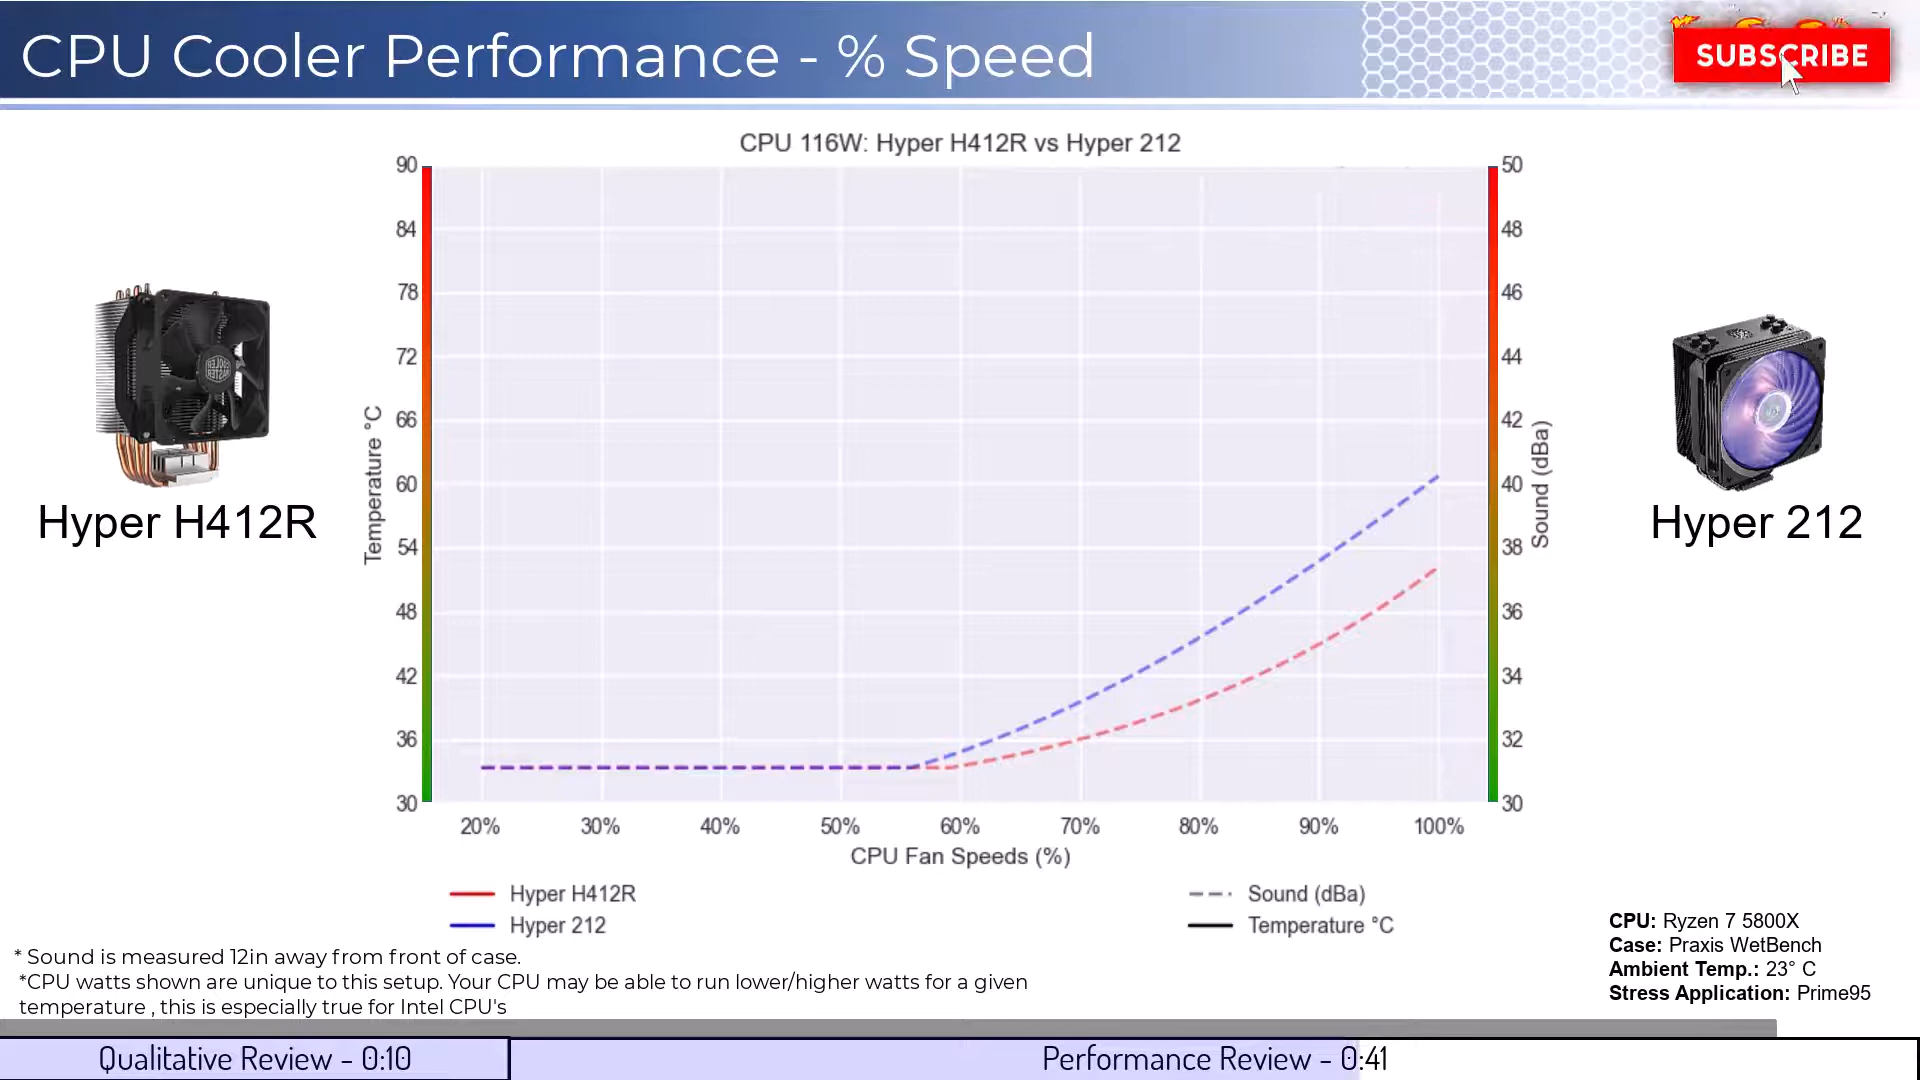 CPU Cooler Performance - % Speed
SUBSCRIBE
CPU 116W: Hyper H412R vs Hyper 212
90
84
78
72
66
60
54
48
42
36
30
Temperature °C
50
48
46
44
42
40
38
36
34
32
30
Sound (dBa)
COOLER
MASTER
Hyper H412R
Hyper 212
20% 30% 40% 50% 60% 70% 80% 90% 100%
CPU Fan Speeds (%)
Hyper H412R
Hyper 212
Sound (dBa)
Temperature °C
* Sound is measured 12in away from front of case.
*CPU watts shown are unique to this setup. Your CPU may be able to run lower/higher watts for a given
temperature , this is especially true for Intel CPU's
CPU: Ryzen 7 5800X
Case: Praxis WetBench
Ambient Temp.: 23° C
Stress Application: Prime95
Qualitative Review - 0:10
Performance Review - 0:41